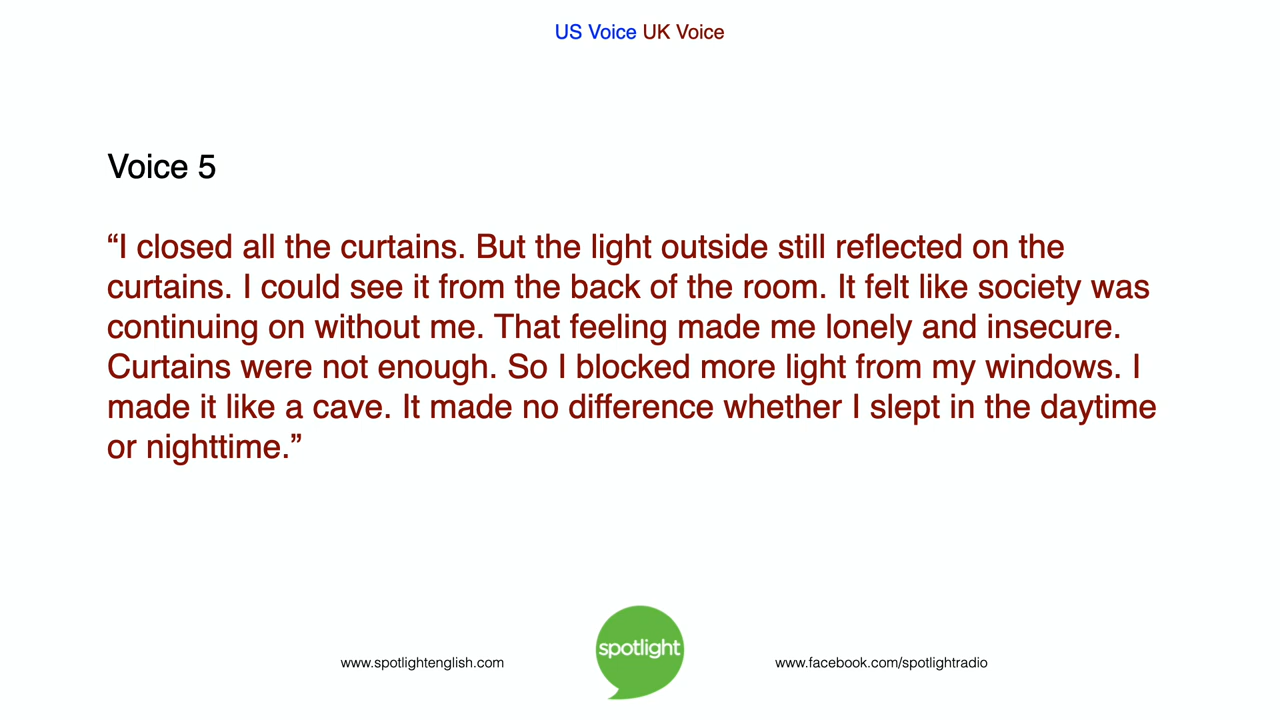 US Voice UK Voice
Voice 5
“I closed all the curtains. But the light outside still reflected on the
curtains. I could see it from the back of the room. It felt like society was
continuing on without me. That feeling made me lonely and insecure.
Curtains were not enough. So I blocked more light from my windows. I
made it like a cave. It made no difference whether I slept in the daytime
or nighttime.”
spotlight
www.spotlightenglish.com
www.facebook.com/spotlightradio